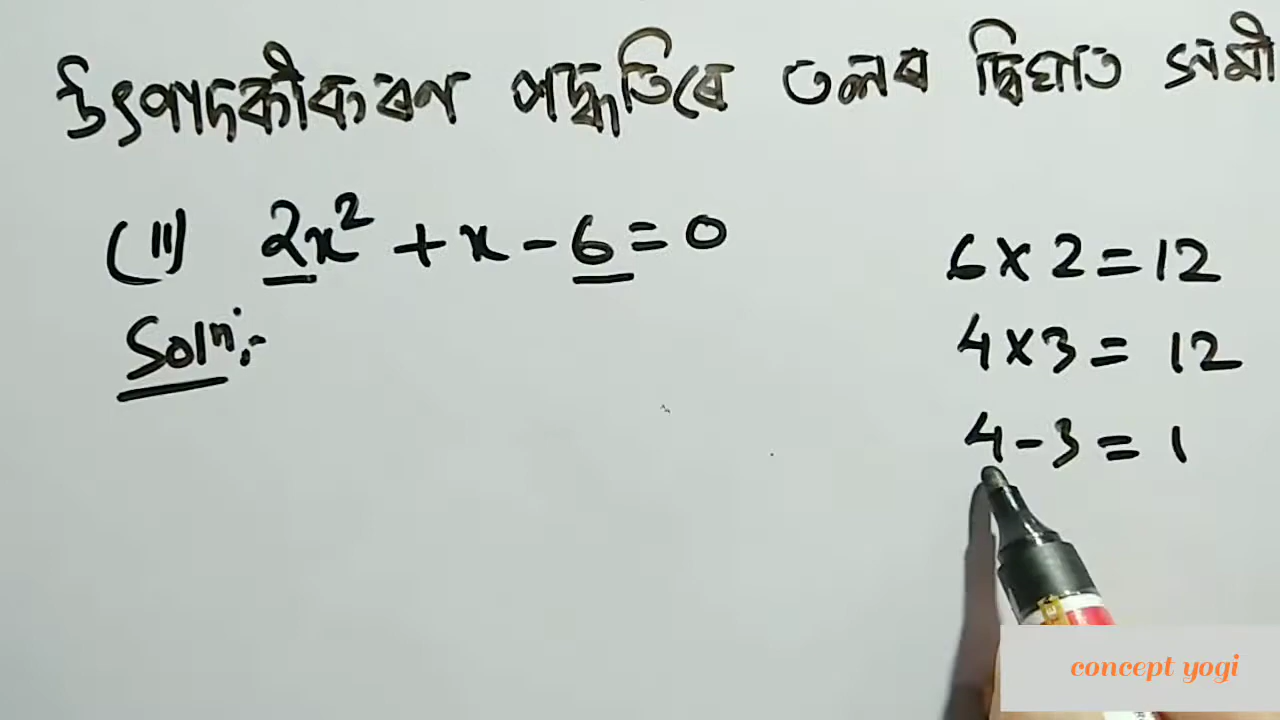 উৎপাদকীকৰণ পদ্ধতিৰে তলৰ দ্বিঘাত সমী
(II) 2x² + x - 6 = 0
Solⁿ:-
6 x 2 = 12
4 x 3 = 12
4 - 3 = 1
concept yogi